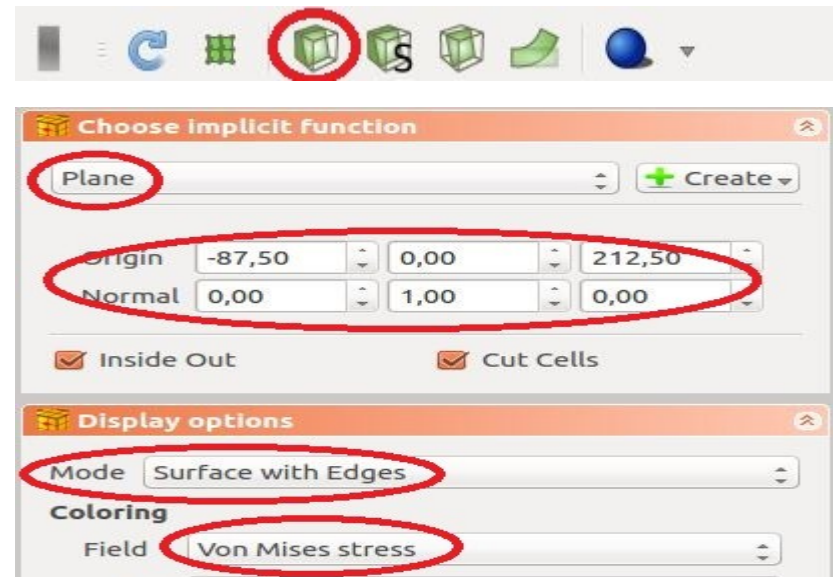 S
Choose implicit function
Plane
Create
Origin -87,50 0,00 212,50
Normal 0,00 1,00 0,00
Inside Out Cut Cells
Display options
Mode Surface with Edges
Coloring
Field Von Mises stress